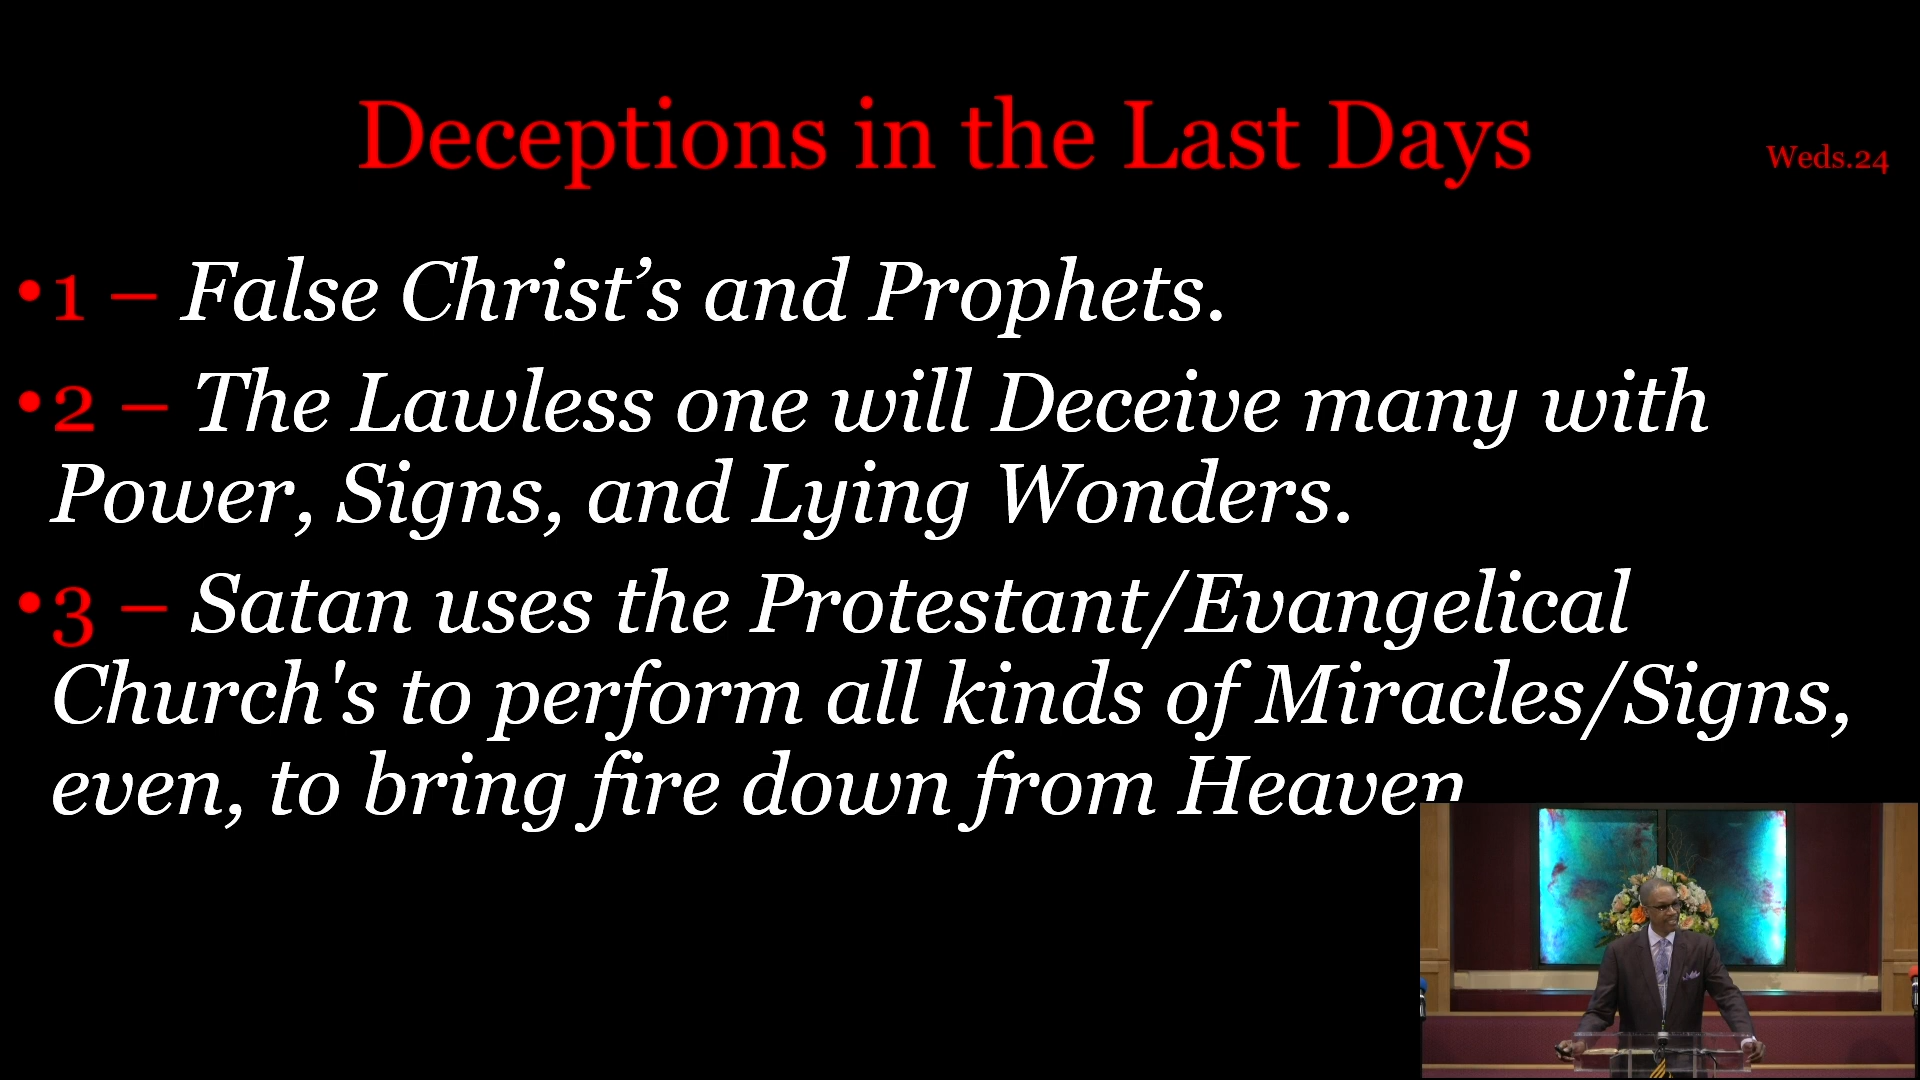 Deceptions in the Last Days
Weds.24
•1 – False Christ’s and Prophets.
•2 – The Lawless one will Deceive many with
Power, Signs, and Lying Wonders.
•3 – Satan uses the Protestant/Evangelical
Church's to perform all kinds of Miracles/Signs,
even, to bring fire down from Heaven